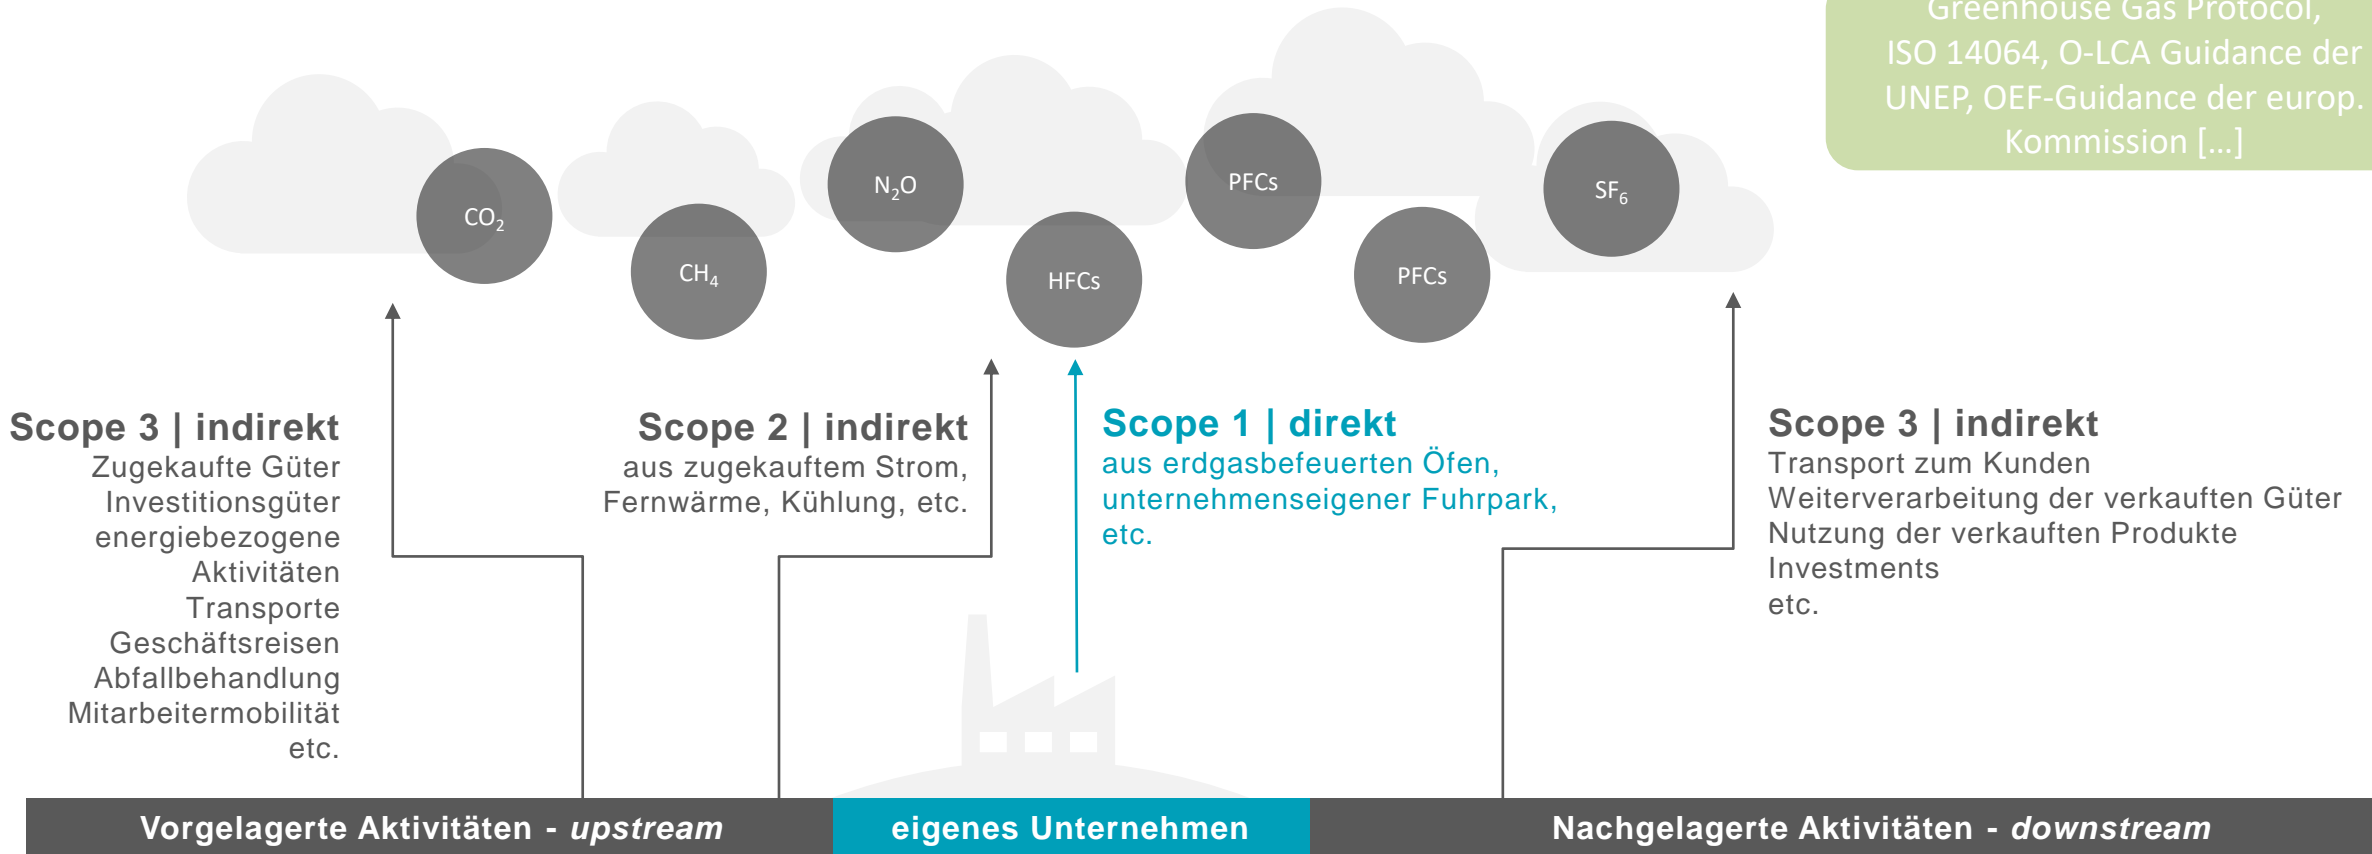 Greenhouse Gas Protocol,
ISO 14064, O-LCA Guidance der
UNEP, OEF-Guidance der europ.
Kommission [...]
CO₂
CH₄
N₂O
HFCs
PFCs
PFCs
SF₆
Scope 3 | indirekt
Zugekaufte Güter
Investitionsgüter
energiebezogene
Aktivitäten
Transporte
Geschäftsreisen
Abfallbehandlung
Mitarbeitermobilität
etc.
Scope 2 | indirekt
aus zugekauftem Strom,
Fernwärme, Kühlung, etc.
Scope 1 | direkt
aus erdgasbefeuerten Öfen,
unternehmenseigener Fuhrpark,
etc.
Scope 3 | indirekt
Transport zum Kunden
Weiterverarbeitung der verkauften Güter
Nutzung der verkauften Produkte
Investments
etc.
Vorgelagerte Aktivitäten - upstream
eigenes Unternehmen
Nachgelagerte Aktivitäten - downstream